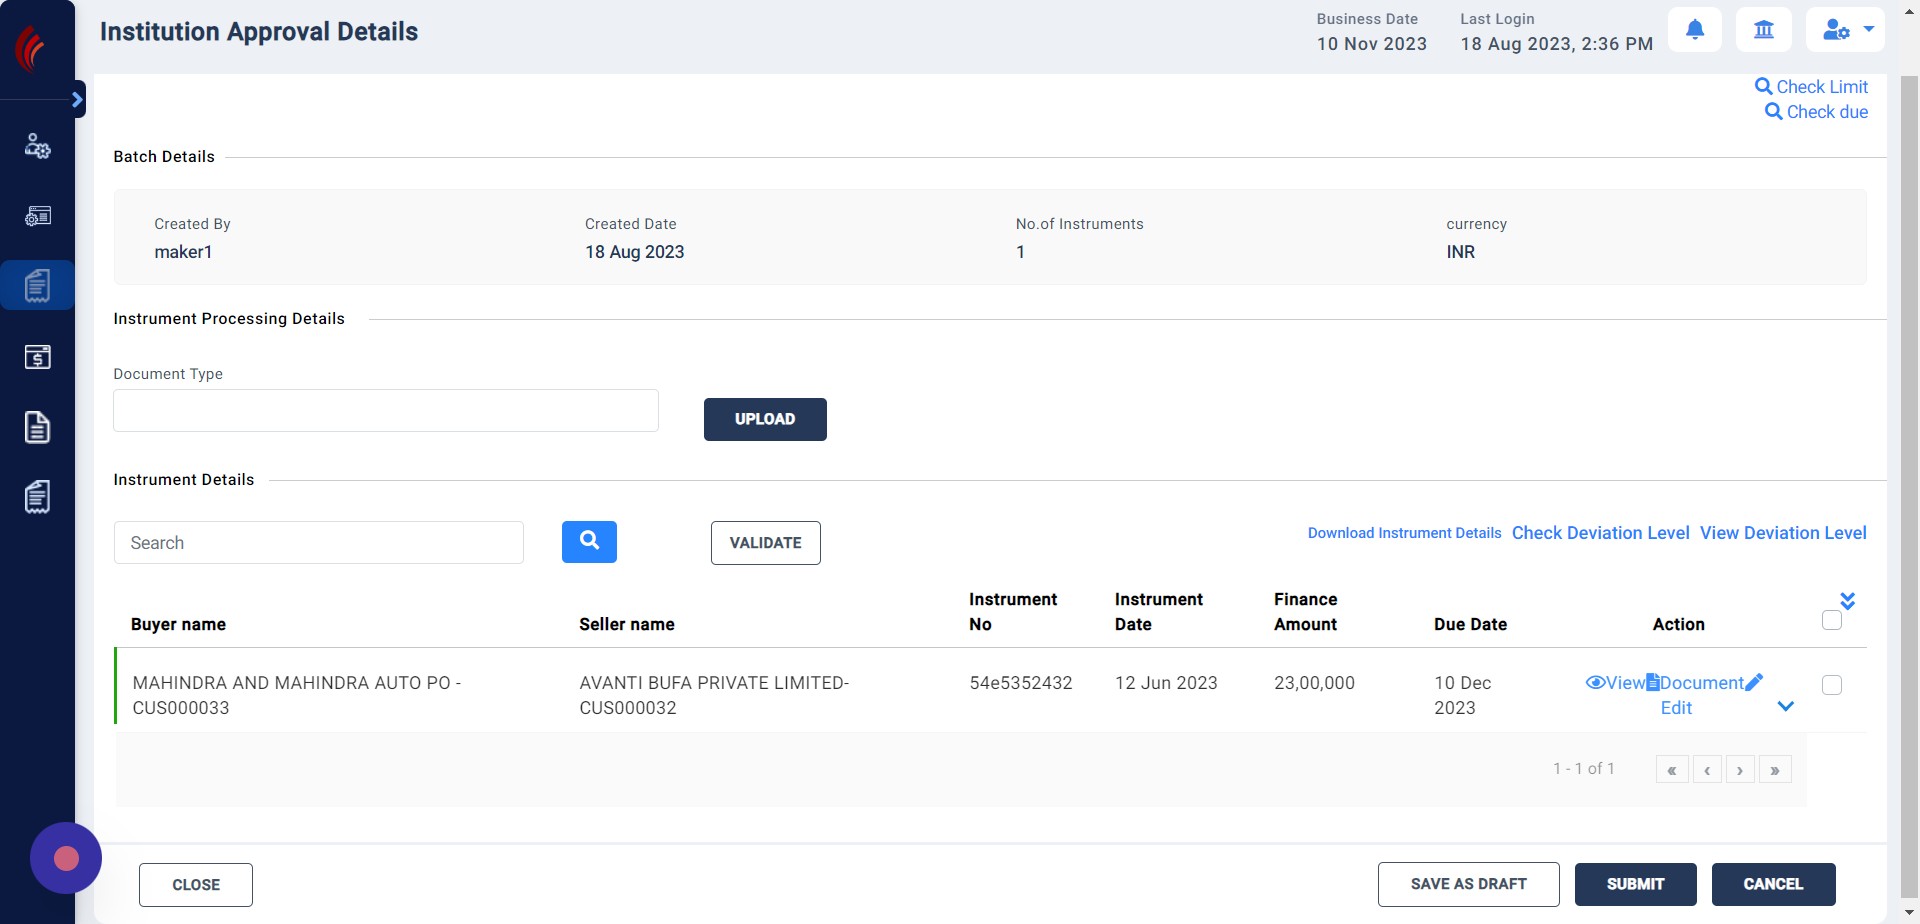 Institution Approval Details
Business Date
10 Nov 2023
Last Login
18 Aug 2023, 2:36 PM
Check Limit
Check due
Batch Details
Created By
maker1
Created Date
18 Aug 2023
No.of Instruments
1
currency
INR
Instrument Processing Details
Document Type
UPLOAD
Instrument Details
Search
VALIDATE
Download Instrument Details
Check Deviation Level
View Deviation Level
Buyer name
Seller name
Instrument
No
Instrument
Date
Finance
Amount
Due Date
Action
MAHINDRA AND MAHINDRA AUTO PO -
CUS000033
AVANTI BUFA PRIVATE LIMITED-
CUS000032
54e5352432
12 Jun 2023
23,00,000
10 Dec
2023
View
Document
Edit
1 - 1 of 1
« ‹ › »
CLOSE
SAVE AS DRAFT
SUBMIT
CANCEL